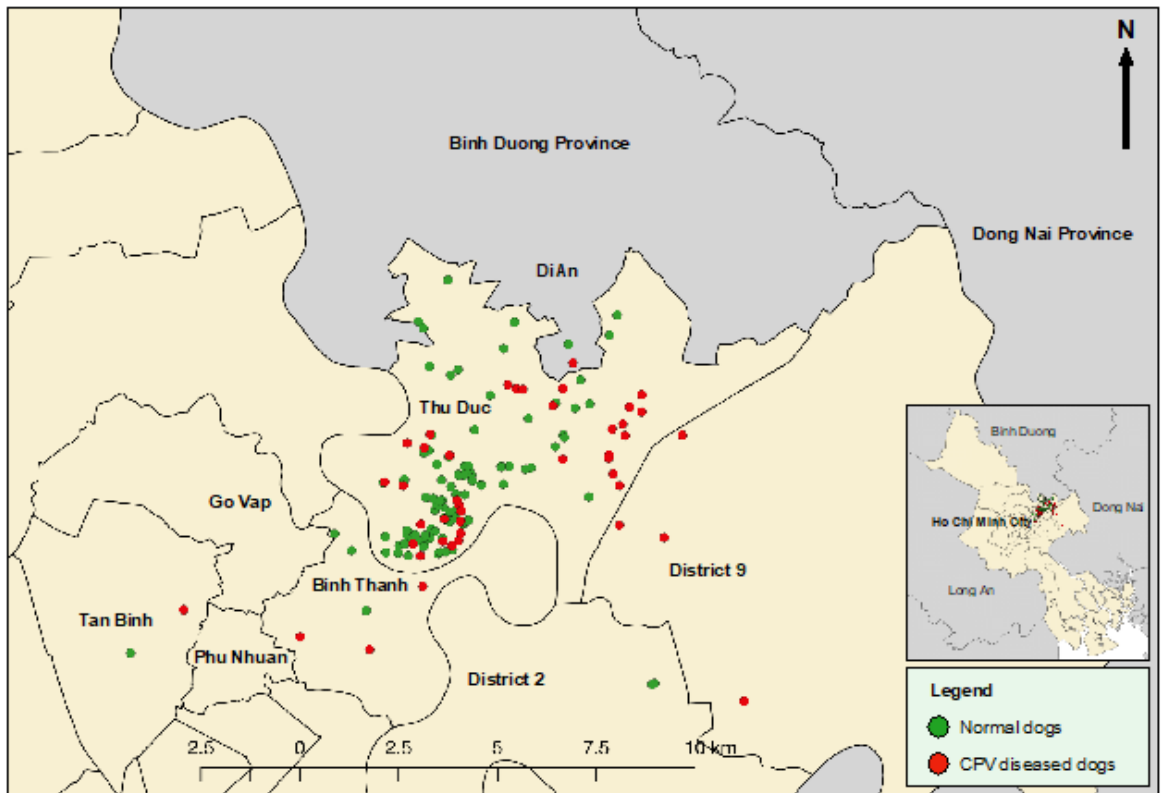 N
Binh Duong Province
Dong Nai Province
DiAn
Thu Duc
Go Vap
Binh Thanh
District 9
Tan Binh
Phu Nhuan
District 2
2.5 0 2.5 5 7.5 10 km
Binh Duong
Dong Nai
Ho Chi Minh City
Long An
Legend
Normal dogs
CPV diseased dogs